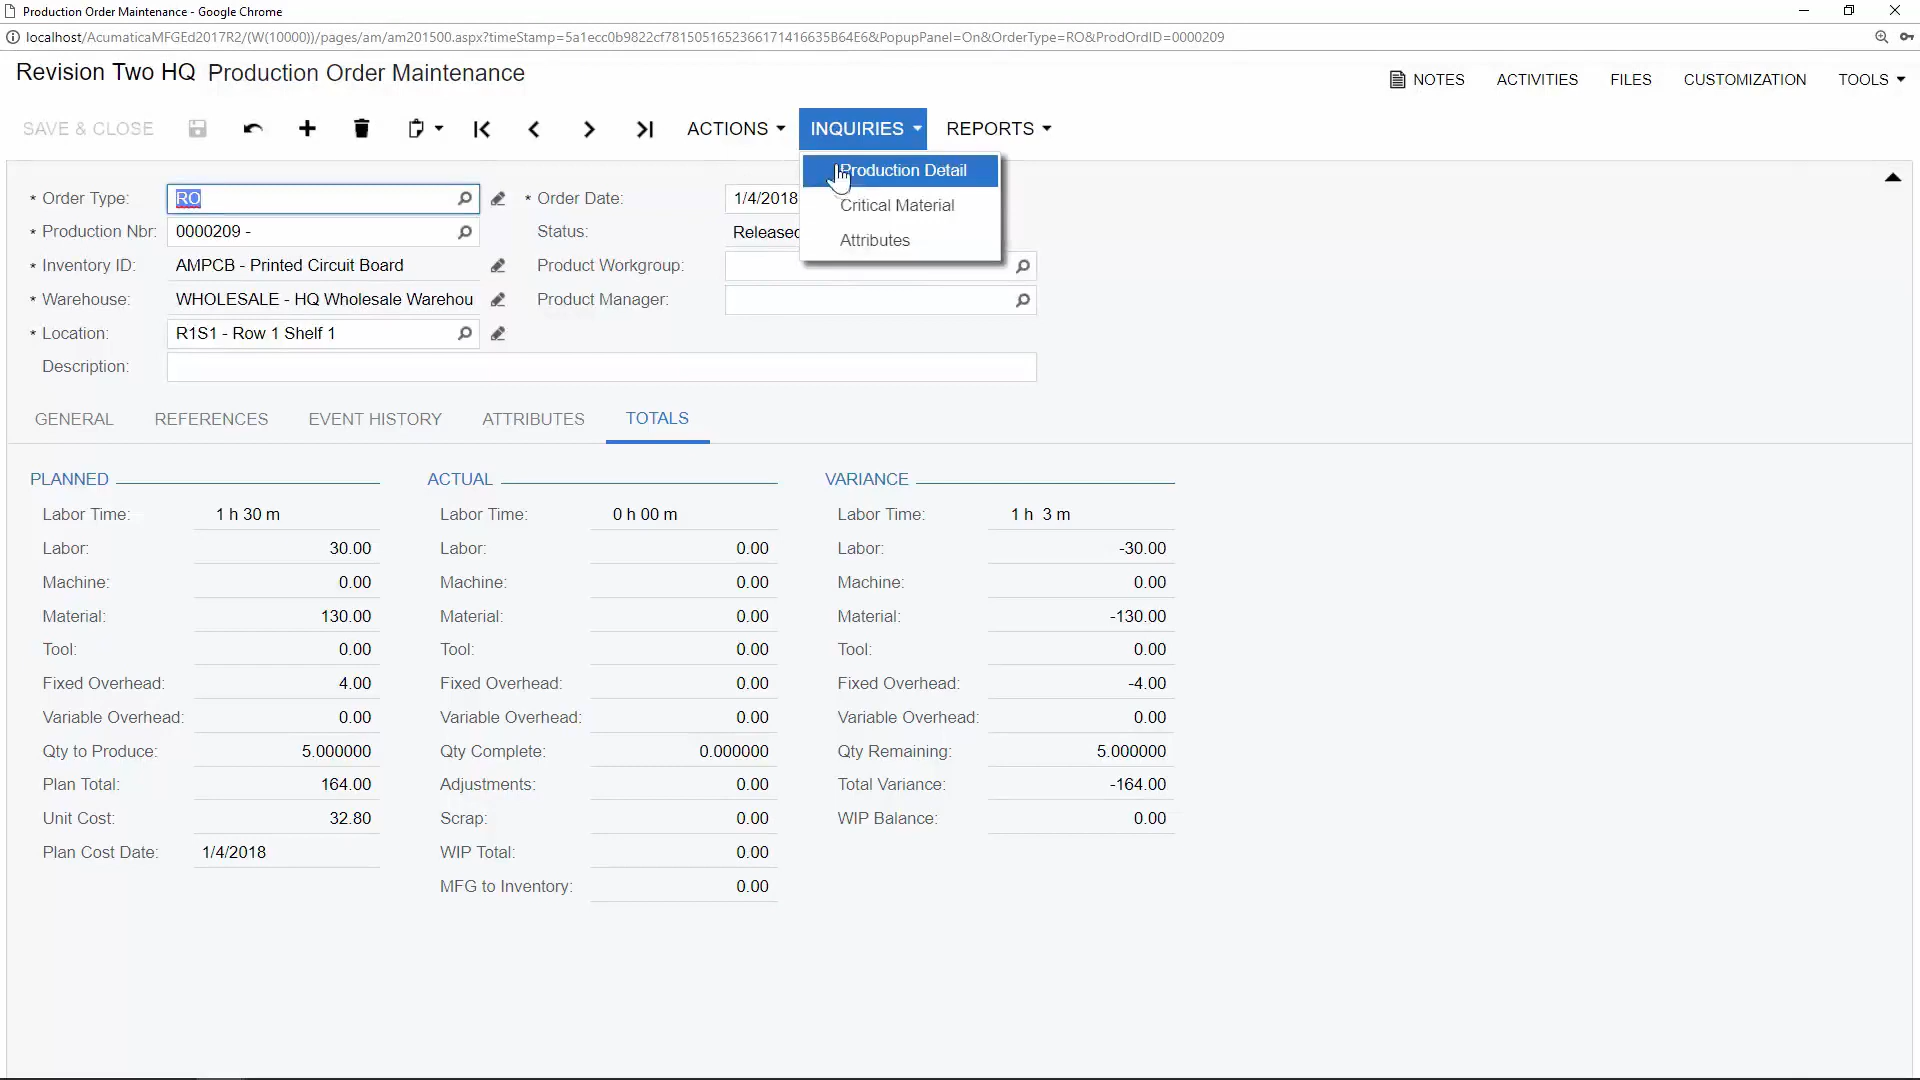 Production Order Maintenance - Google Chrome
localhost/AcumaticaMFGEd2017R2/(W(10000))/pages/am/am201500.aspx?timeStamp=5a1ecc0b9822cf7815051652366171416635B64E6&PopupPanel=On&OrderType=RO&ProdOrdID=0000209
Revision Two HQ Production Order Maintenance
NOTES ACTIVITIES FILES CUSTOMIZATION TOOLS
SAVE & CLOSE ACTIONS INQUIRIES REPORTS
Production Detail
Critical Material
Attributes
* Order Type: RO * Order Date: 1/4/2018
* Production Nbr: 0000209 - Status: Released
* Inventory ID: AMPCB - Printed Circuit Board Product Workgroup:
* Warehouse: WHOLESALE - HQ Wholesale Warehou Product Manager:
* Location: R1S1 - Row 1 Shelf 1
Description:
GENERAL REFERENCES EVENT HISTORY ATTRIBUTES TOTALS
PLANNED ACTUAL VARIANCE
Labor Time: 1 h 30 m Labor Time: 0 h 00 m Labor Time: 1 h 3 m
Labor: 30.00 Labor: 0.00 Labor: -30.00
Machine: 0.00 Machine: 0.00 Machine: 0.00
Material: 130.00 Material: 0.00 Material: -130.00
Tool: 0.00 Tool: 0.00 Tool: 0.00
Fixed Overhead: 4.00 Fixed Overhead: 0.00 Fixed Overhead: -4.00
Variable Overhead: 0.00 Variable Overhead: 0.00 Variable Overhead: 0.00
Qty to Produce: 5.000000 Qty Complete: 0.000000 Qty Remaining: 5.000000
Plan Total: 164.00 Adjustments: 0.00 Total Variance: -164.00
Unit Cost: 32.80 Scrap: 0.00 WIP Balance: 0.00
Plan Cost Date: 1/4/2018 WIP Total: 0.00
MFG to Inventory: 0.00